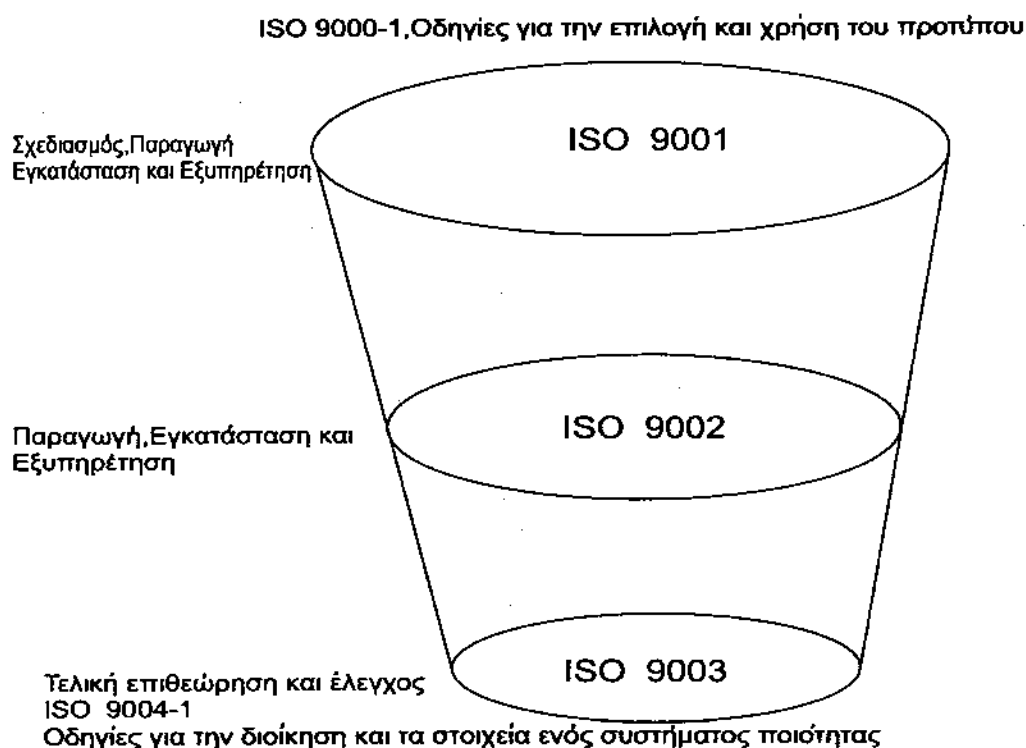 ISO 9000-1,Οδηγίες για την επιλογή και χρήση του προτύπου
ISO 9001
Σχεδιασμός,Παραγωγή
Εγκατάσταση και Εξυπηρέτηση
ISO 9002
Παραγωγή,Εγκατάσταση και
Εξυπηρέτηση
ISO 9003
Τελική επιθεώρηση και έλεγχος
ISO 9004-1
Οδηγίες για την διοίκηση και τα στοιχεία ενός συστήματος ποιότητας